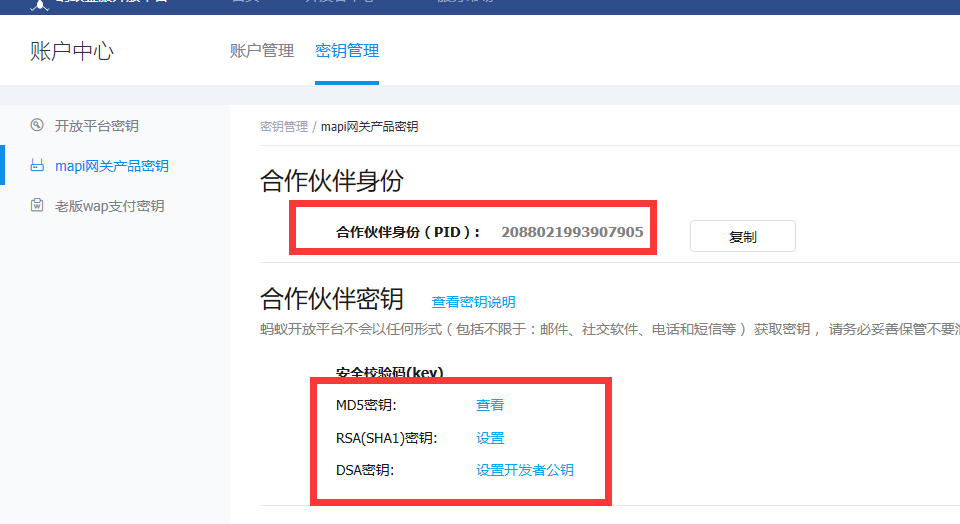 账户中心
账户管理 密钥管理
开放平台密钥
mapi网关产品密钥
老版wap支付密钥
密钥管理 / mapi网关产品密钥
合作伙伴身份
合作伙伴身份（PID）： 2088021993907905 复制
合作伙伴密钥 查看密钥说明
蚂蚁开放平台不会以任何形式（包括不限于：邮件、社交软件、电话和短信等）获取密钥，请务必妥善保管不要
安全校验码(key)
MD5密钥: 查看
RSA(SHA1)密钥: 设置
DSA密钥: 设置开发者公钥